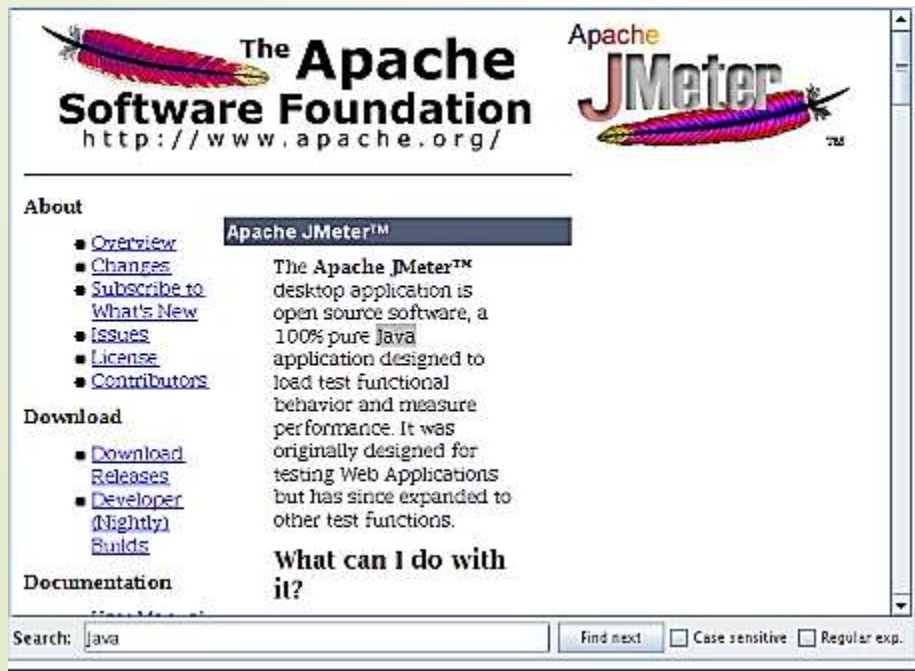 The Apache
Software Foundation
http://www.apache.org/
Apache
JMeter
TM
About
Overview
Changes
Subscribe to
What's New
Issues
License
Contributors
Download
Download
Releases
Developer
(Nightly)
Builds
Documentation
Apache JMeter™
The Apache JMeter™
desktop application is
open source software, a
100% pure Java
application designed to
load test functional
behavior and measure
performance. It was
originally designed for
testing Web Applications
but has since expanded to
other test functions.
What can I do with
it?
Search: Java Find next Case sensitive Regular exp.